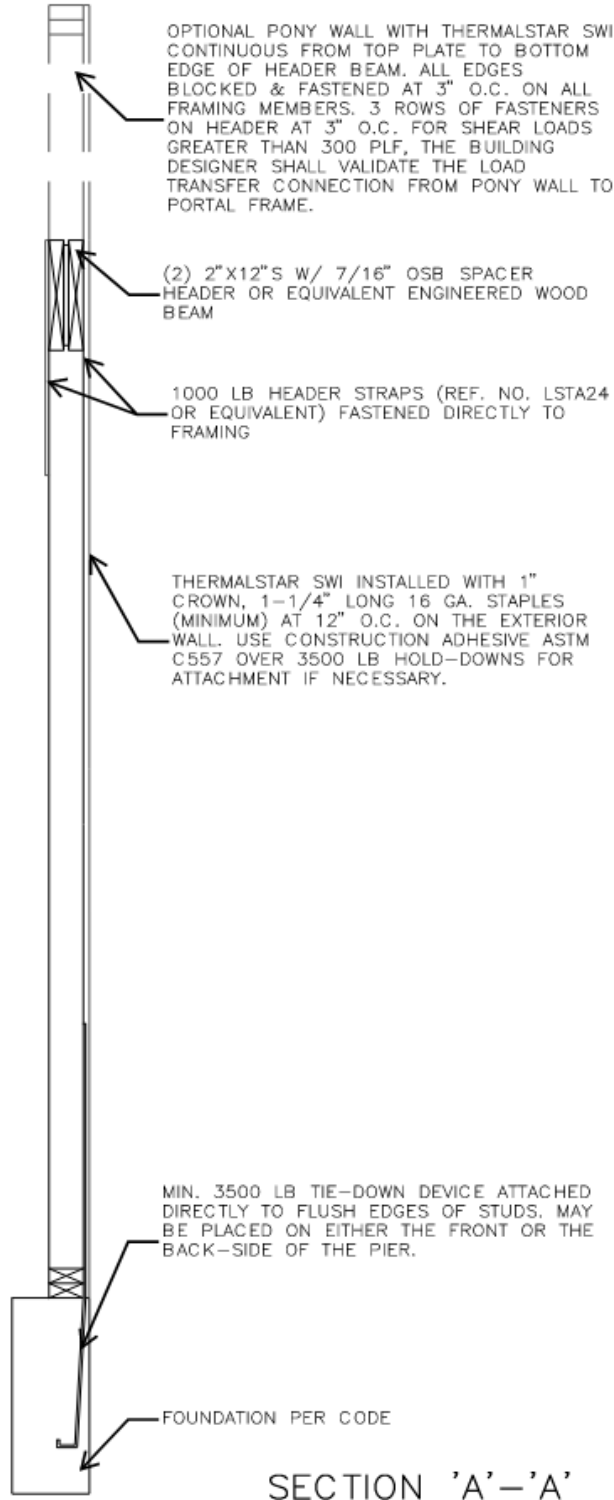 OPTIONAL PONY WALL WITH THERMALSTAR SWI
CONTINUOUS FROM TOP PLATE TO BOTTOM
EDGE OF HEADER BEAM. ALL EDGES
BLOCKED & FASTENED AT 3" O.C. ON ALL
FRAMING MEMBERS. 3 ROWS OF FASTENERS
ON HEADER AT 3" O.C. FOR SHEAR LOADS
GREATER THAN 300 PLF, THE BUILDING
DESIGNER SHALL VALIDATE THE LOAD
TRANSFER CONNECTION FROM PONY WALL TO
PORTAL FRAME.
(2) 2"X12"S W/ 7/16" OSB SPACER
HEADER OR EQUIVALENT ENGINEERED WOOD
BEAM
1000 LB HEADER STRAPS (REF. NO. LSTA24
OR EQUIVALENT) FASTENED DIRECTLY TO
FRAMING
THERMALSTAR SWI INSTALLED WITH 1"
CROWN, 1-1/4" LONG 16 GA. STAPLES
(MINIMUM) AT 12" O.C. ON THE EXTERIOR
WALL. USE CONSTRUCTION ADHESIVE ASTM
C557 OVER 3500 LB HOLD-DOWNS FOR
ATTACHMENT IF NECESSARY.
MIN. 3500 LB TIE-DOWN DEVICE ATTACHED
DIRECTLY TO FLUSH EDGES OF STUDS. MAY
BE PLACED ON EITHER THE FRONT OR THE
BACK-SIDE OF THE PIER.
FOUNDATION PER CODE
SECTION 'A'-'A'